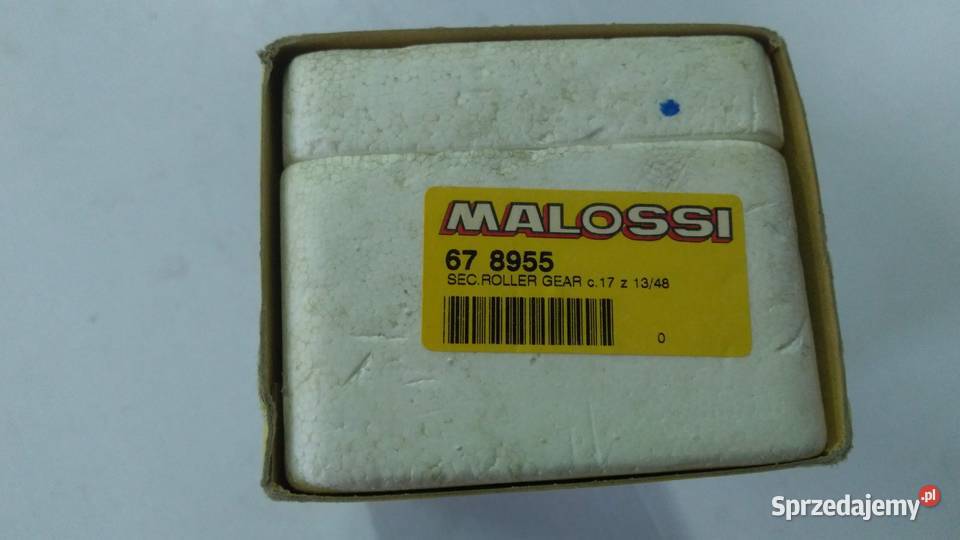 MALOSSI
67 8955
SEC.ROLLER GEAR c.17 z 13/48
0
Sprzedajemy.pl